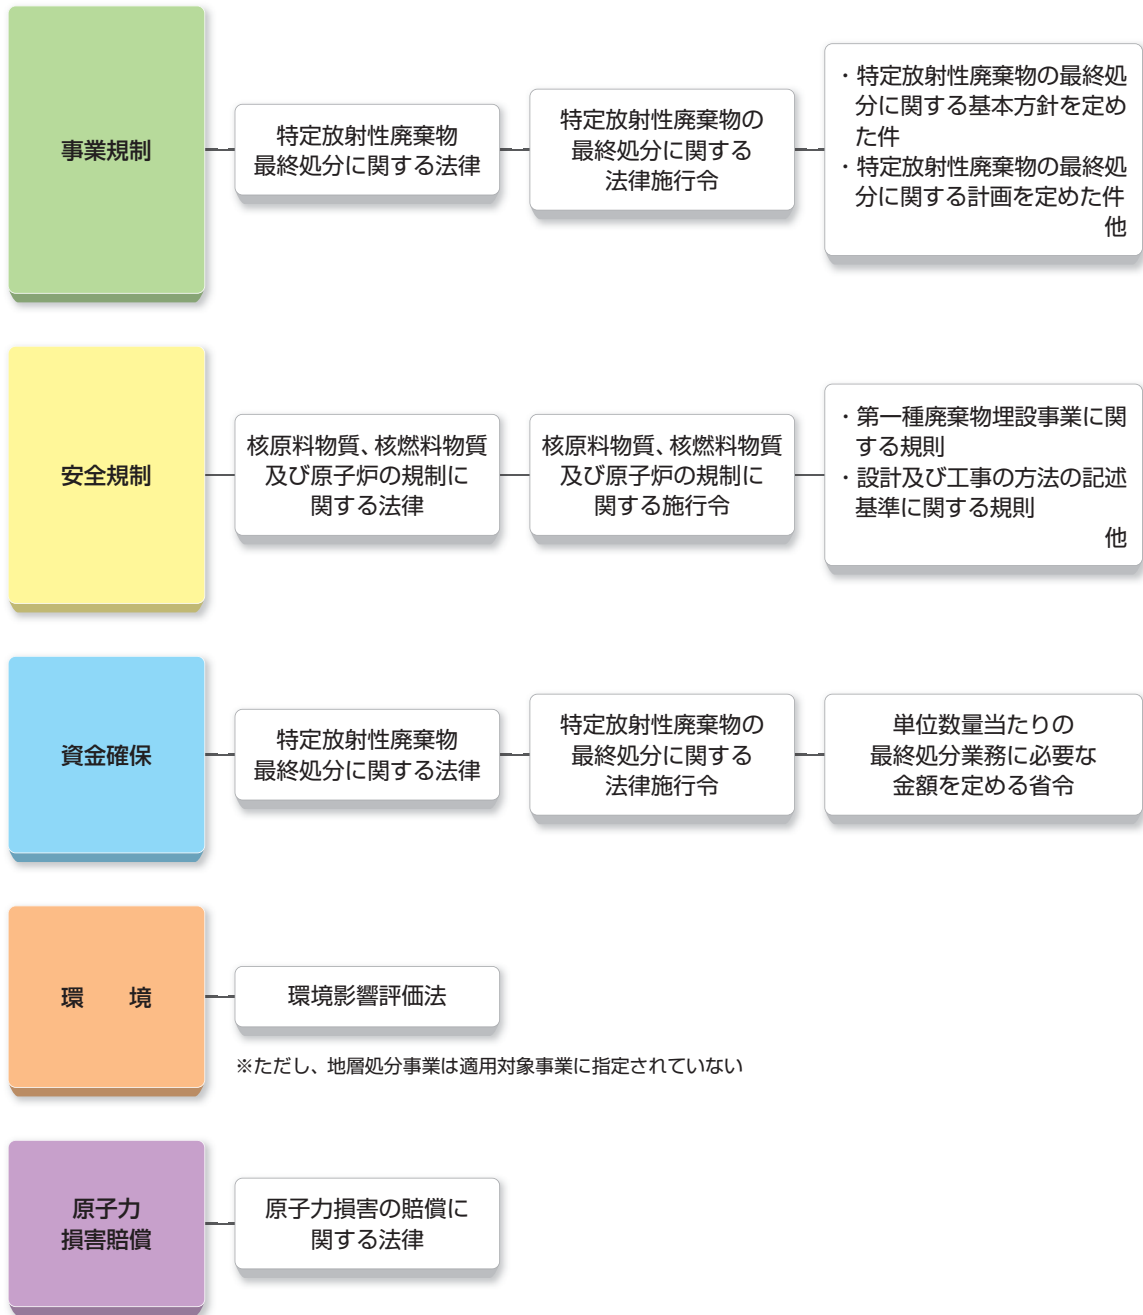 事業規制
特定放射性廃棄物
最終処分に関する法律
特定放射性廃棄物の
最終処分に関する
法律施行令
・特定放射性廃棄物の最終処
分に関する基本方針を定め
た件
・特定放射性廃棄物の最終処
分に関する計画を定めた件
他
安全規制
核原料物質、核燃料物質
及び原子炉の規制に
関する法律
核原料物質、核燃料物質
及び原子炉の規制に
関する施行令
・第一種廃棄物埋設事業に関
する規則
・設計及び工事の方法の記述
基準に関する規則
他
資金確保
特定放射性廃棄物
最終処分に関する法律
特定放射性廃棄物の
最終処分に関する
法律施行令
単位数量当たりの
最終処分業務に必要な
金額を定める省令
環　境
環境影響評価法
※ただし、地層処分事業は適用対象事業に指定されていない
原子力
損害賠償
原子力損害の賠償に
関する法律